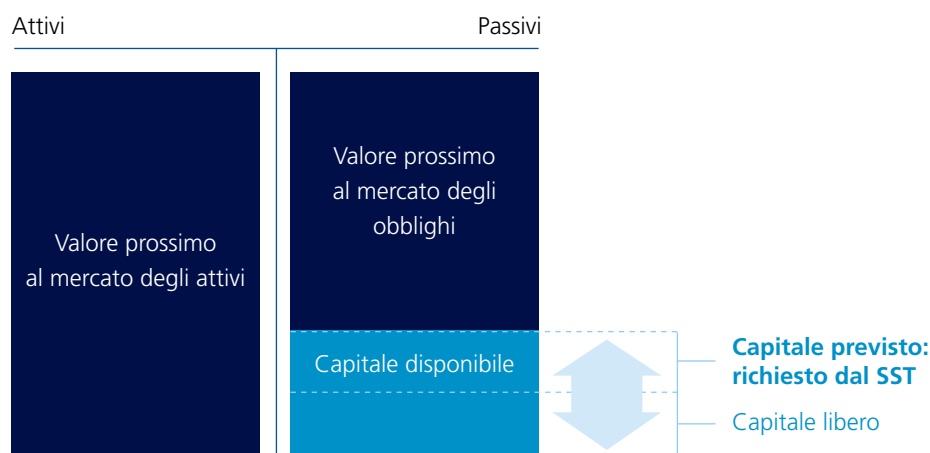 Attivi
Passivi
Valore prossimo
al mercato degli attivi
Valore prossimo
al mercato degli
obblighi
Capitale disponibile
Capitale previsto:
richiesto dal SST
Capitale libero